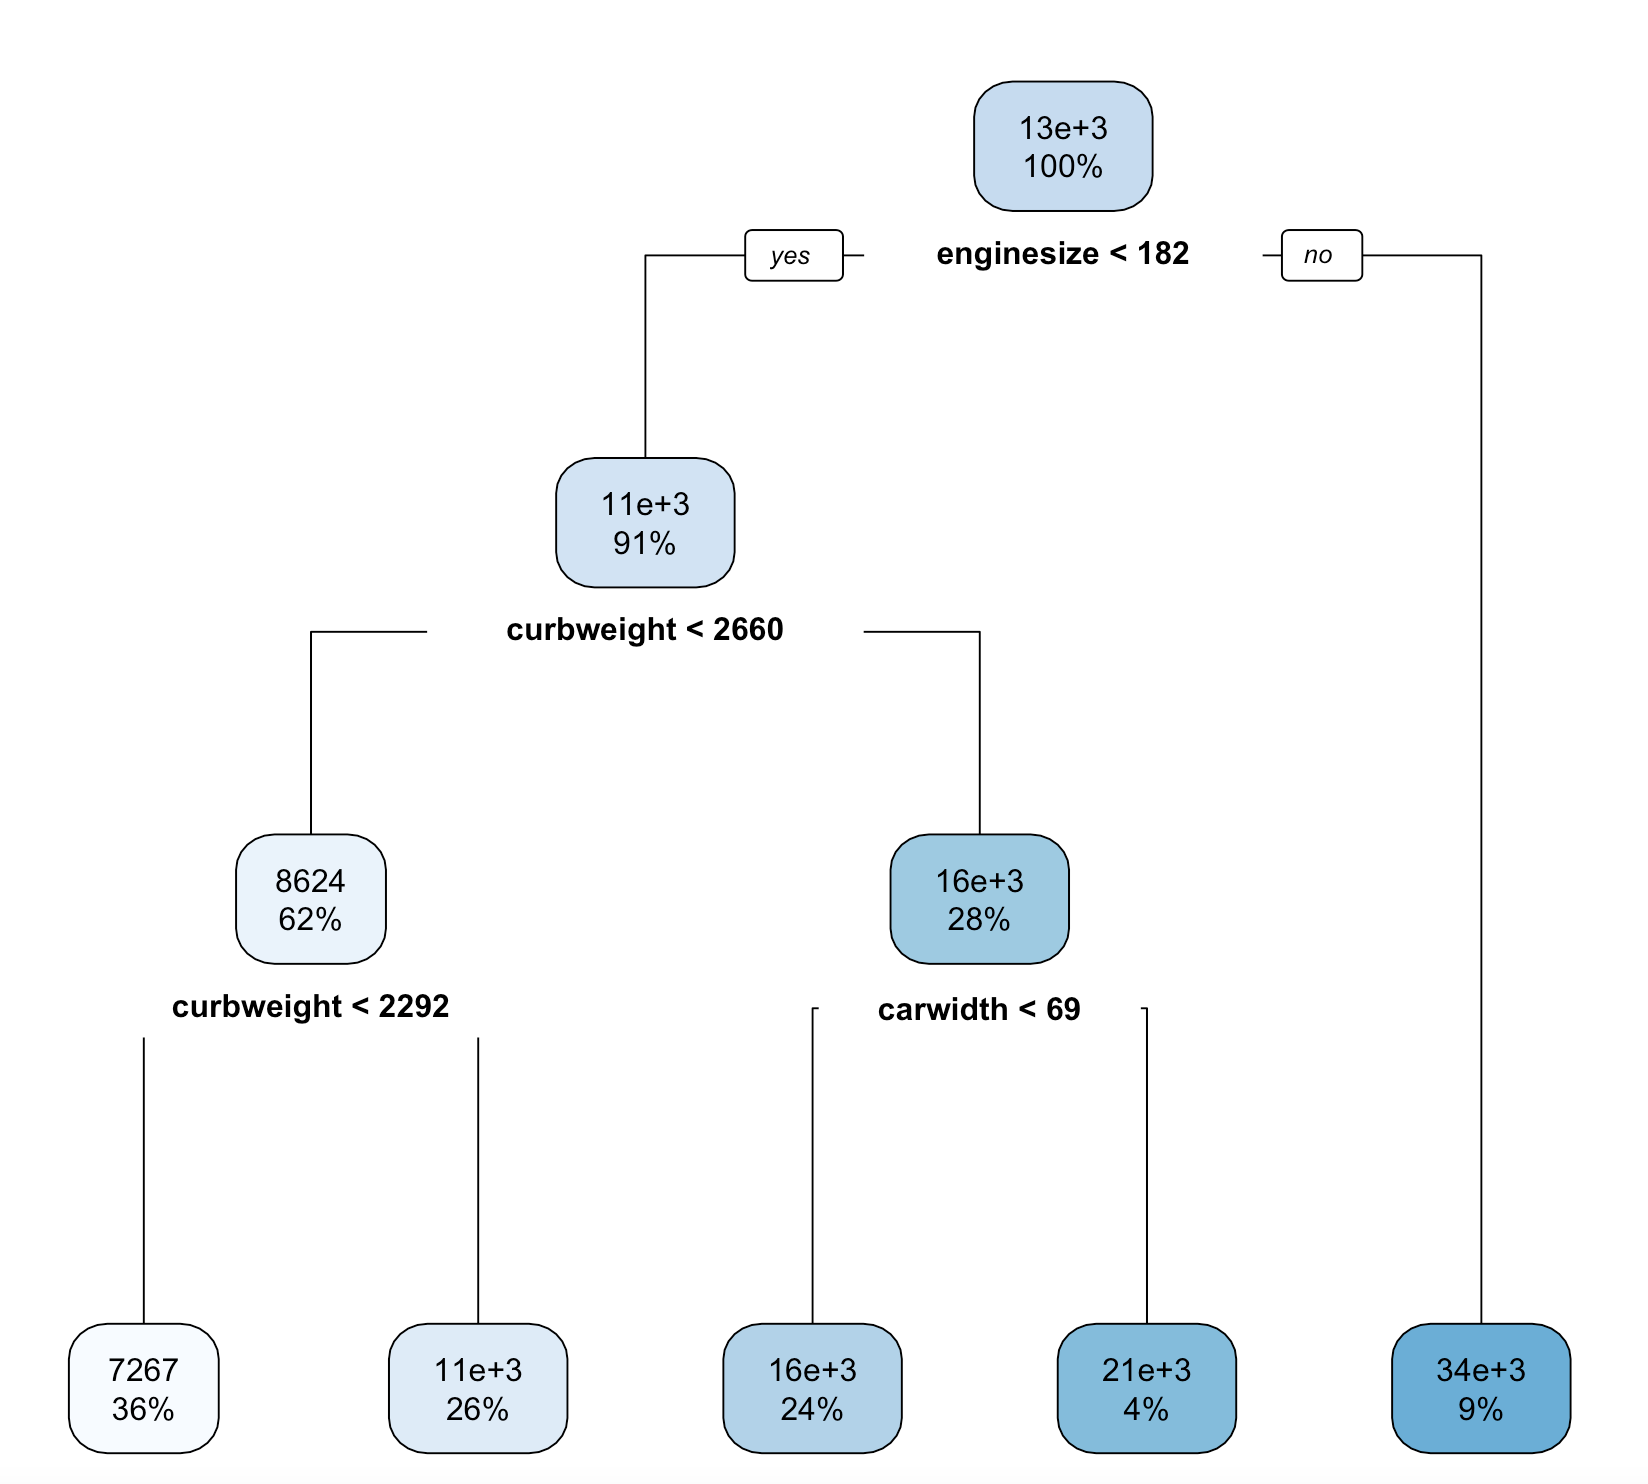 13e+3
100%
yes
enginesize < 182
no
11e+3
91%
curbweight < 2660
8624
62%
16e+3
28%
curbweight < 2292
carwidth < 69
7267
36%
11e+3
26%
16e+3
24%
21e+3
4%
34e+3
9%